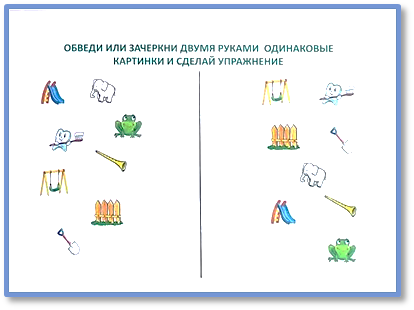 ОБВЕДИ ИЛИ ЗАЧЕРКНИ ДВУМЯ РУКАМИ ОДИНАКОВЫЕ
КАРТИНКИ И СДЕЛАЙ УПРАЖНЕНИЕ